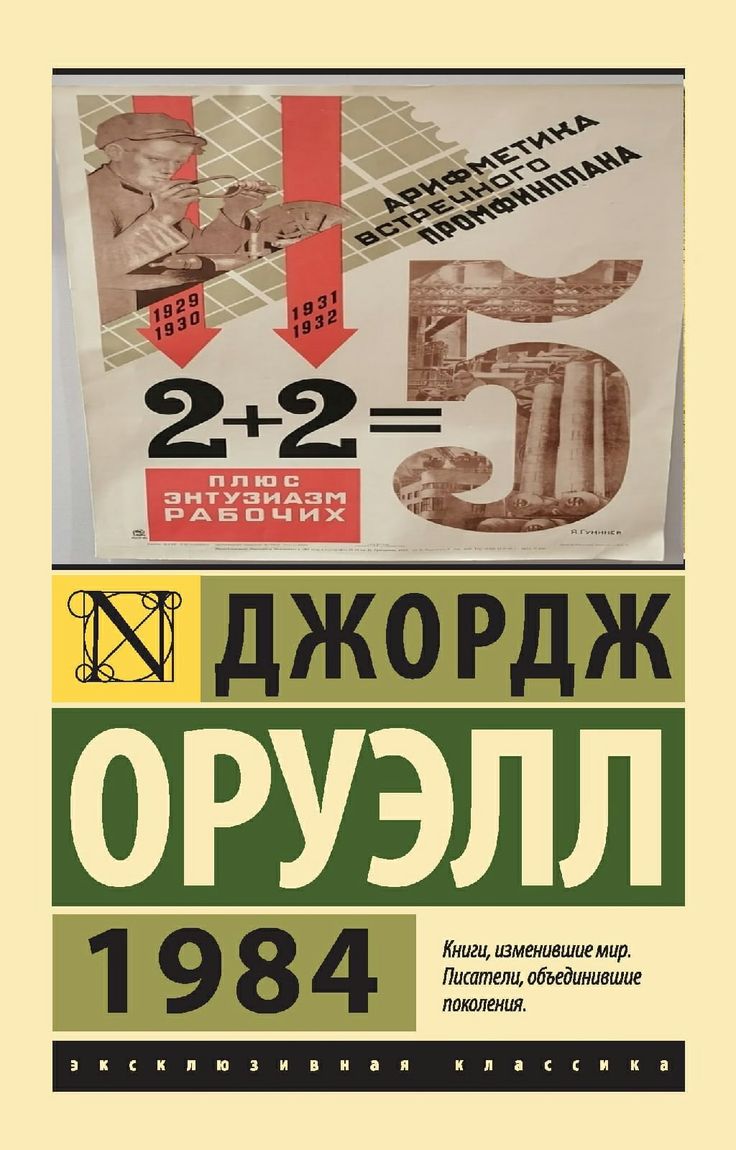 АРИФМЕТИКА
ВСТРЕЧНОГО
ПРОМФИНПЛАНА
1929
1930
1931
1932
2+2=5
ПЛЮС
ЭНТУЗИАЗМ
РАБОЧИХ
Я.ГУМИНЕР
N
ДЖОРДЖ
ОРУЭЛЛ
1984
Книги, изменившие мир.
Писатели, объединившие
поколения.
эксклюзивная классика